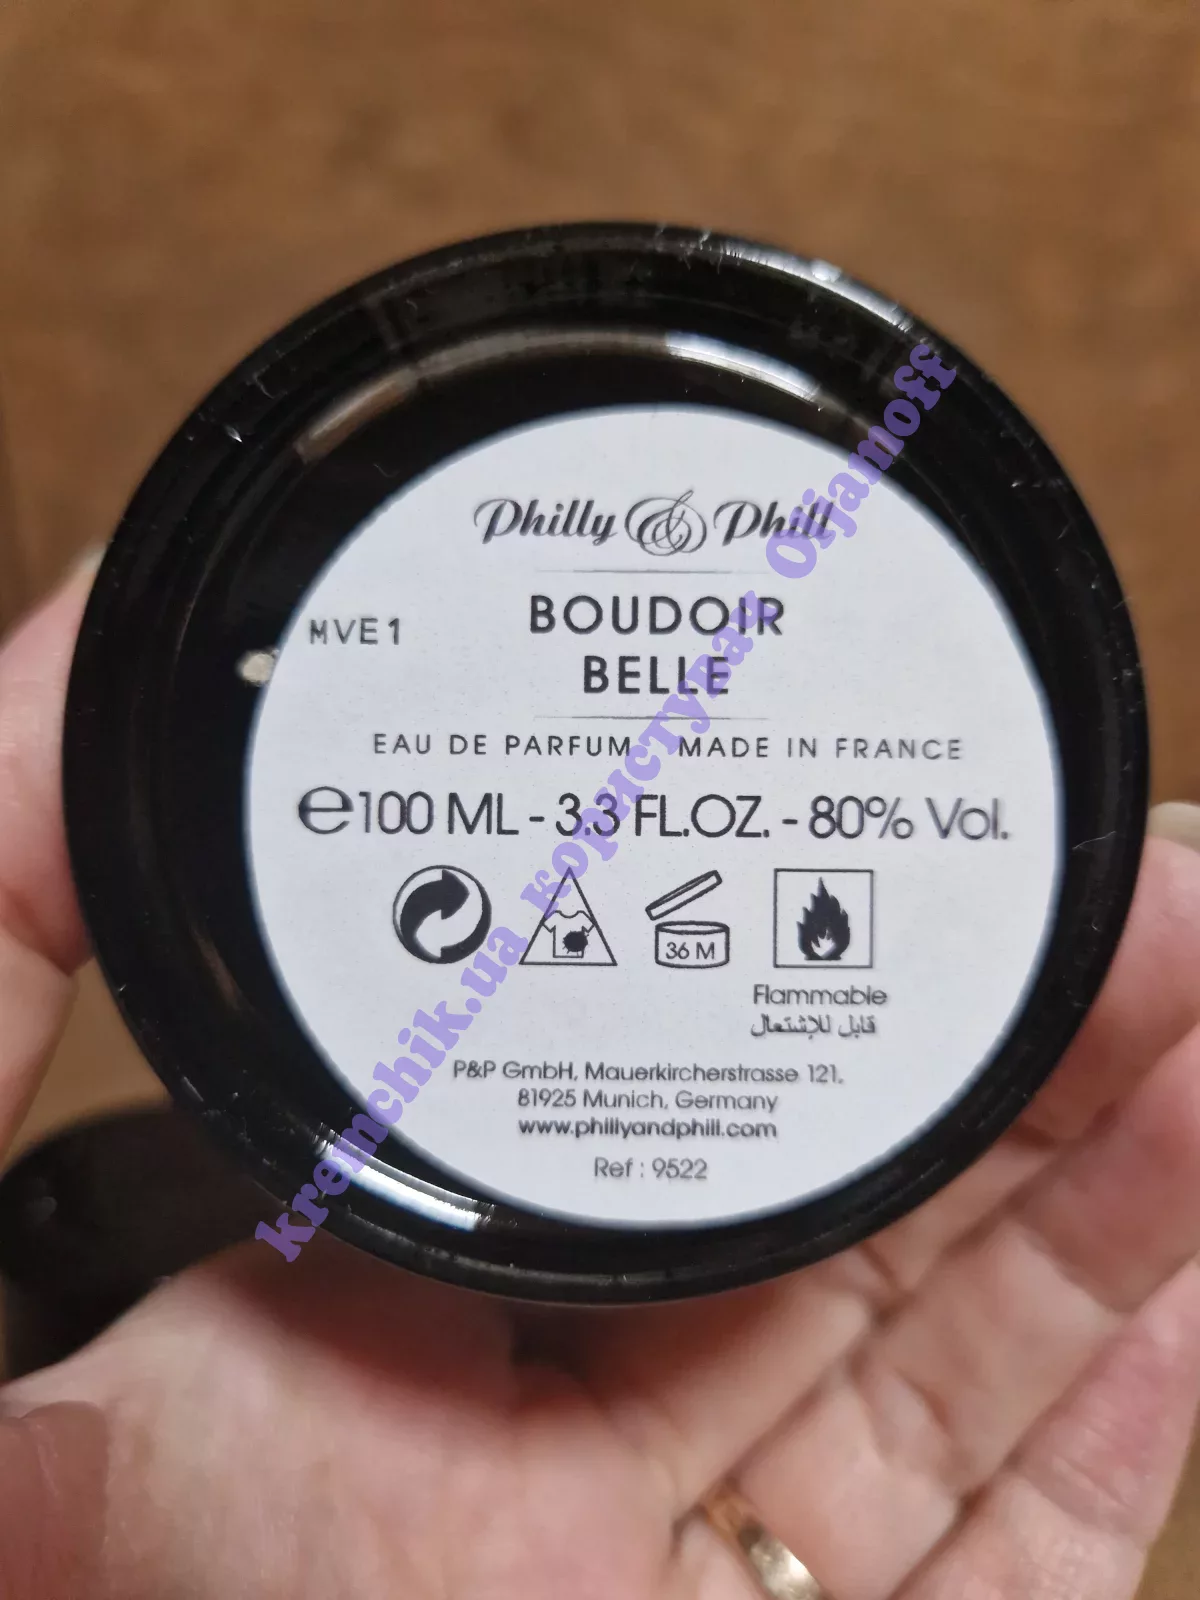 Philly & Phill
BOUDOIR
BELLE
MVE1
EAU DE PARFUM MADE IN FRANCE
℮100 ML - 3.3 FL.OZ. - 80% Vol.
36 M
Flammable
قابل للإشتعال
P&P GmbH, Mauerkircherstrasse 121,
81925 Munich, Germany
www.phillyandphill.com
Ref : 9522
kremchik.ua користувач Oljamoff